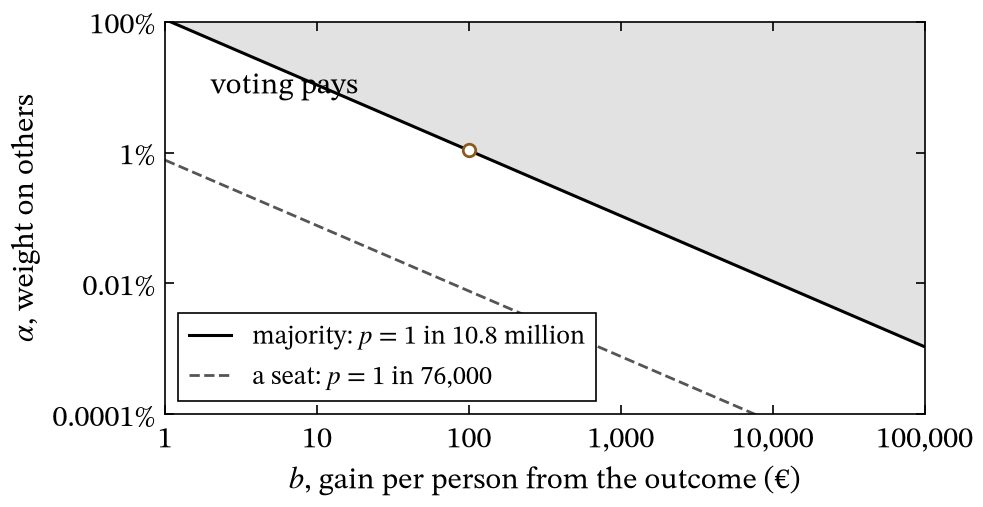 100%
voting pays
α, weight on others
1%
0.01%
majority: p = 1 in 10.8 million
a seat: p = 1 in 76,000
0.0001%
1 10 100 1,000 10,000 100,000
b, gain per person from the outcome (€)